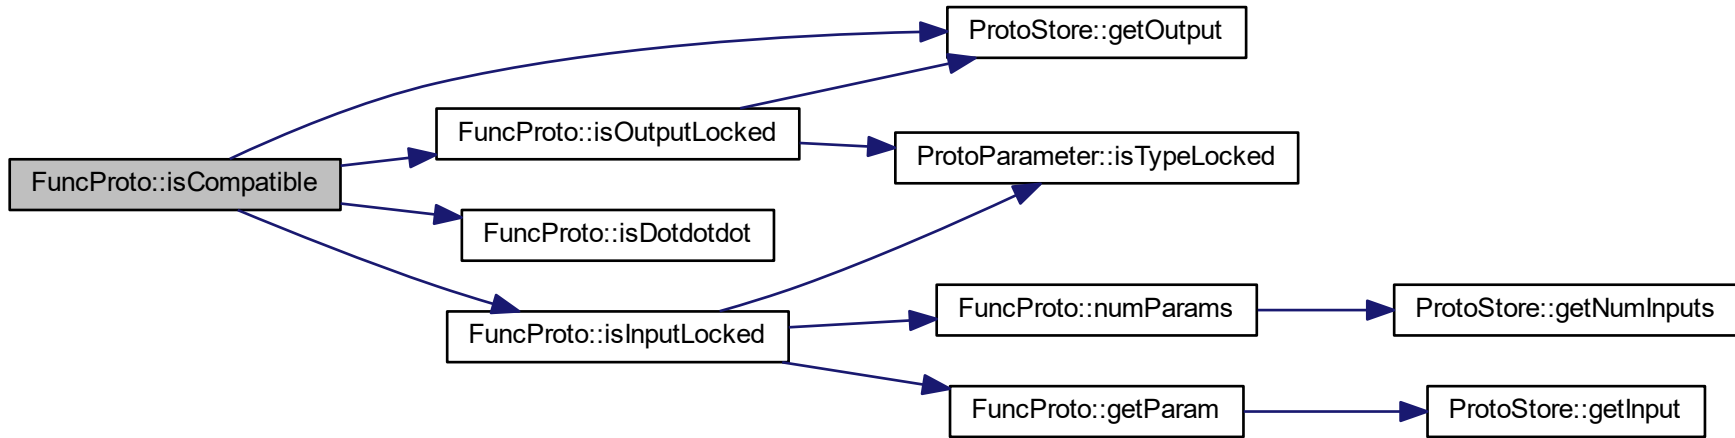 ProtoStore::getOutput
FuncProto::isOutputLocked
ProtoParameter::isTypeLocked
FuncProto::isCompatible
FuncProto::isDotdotdot
FuncProto::numParams
ProtoStore::getNumInputs
FuncProto::isInputLocked
FuncProto::getParam
ProtoStore::getInput